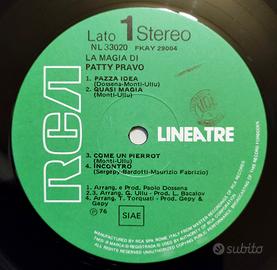 Lato 1 Stereo
NL 33020 FKAY 29004
LA MAGIA DI
PATTY PRAVO
1. PAZZA IDEA
(Dossena-Monti-Ullu)
2. QUASI MAGIA
(Monti-Ullu)
RCA
LINEATRE
3. COME UN PIERROT
(Monti-Ullu)
4. INCONTRO
(Sergepy-Bardotti-Maurizio Fabrizio)
1. Arrang. e Prod. Paolo Dossena
2. 3. Arrang. G. Ullu - Prod. L. Bacalov
4. Arrang. T. Torquati - Prod. Gepy &
Gepy
℗ 76
SIAE
subito